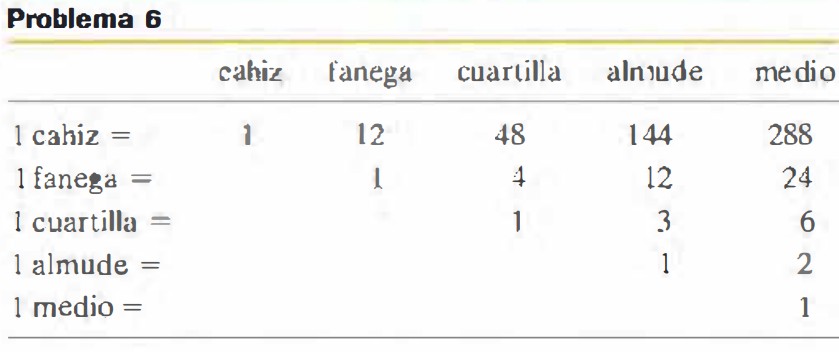 Problema 6
cahiz fanega cuartilla almude medio
1 cahiz = 1 12 48 144 288
1 fanega = 1 4 12 24
1 cuartilla = 1 3 6
1 almude = 1 2
1 medio = 1